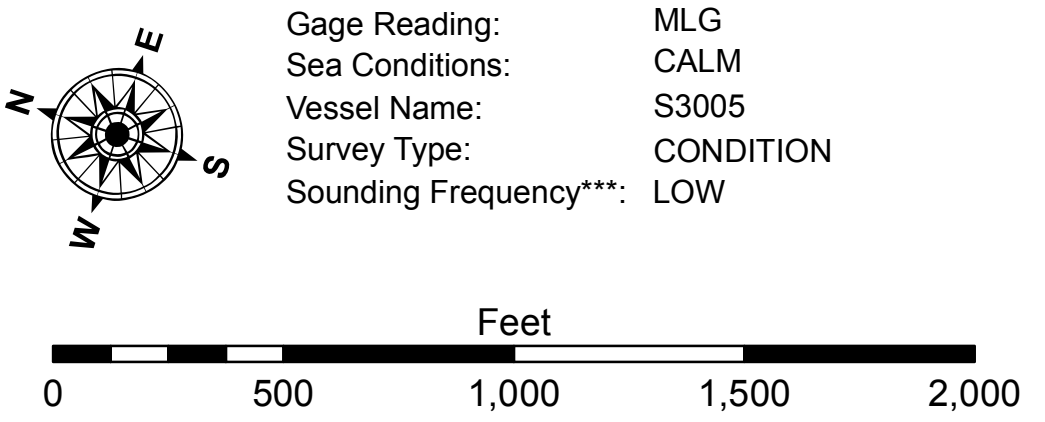 E
N
S
W
Gage Reading: MLG
Sea Conditions: CALM
Vessel Name: S3005
Survey Type: CONDITION
Sounding Frequency***: LOW
Feet
0 500 1,000 1,500 2,000